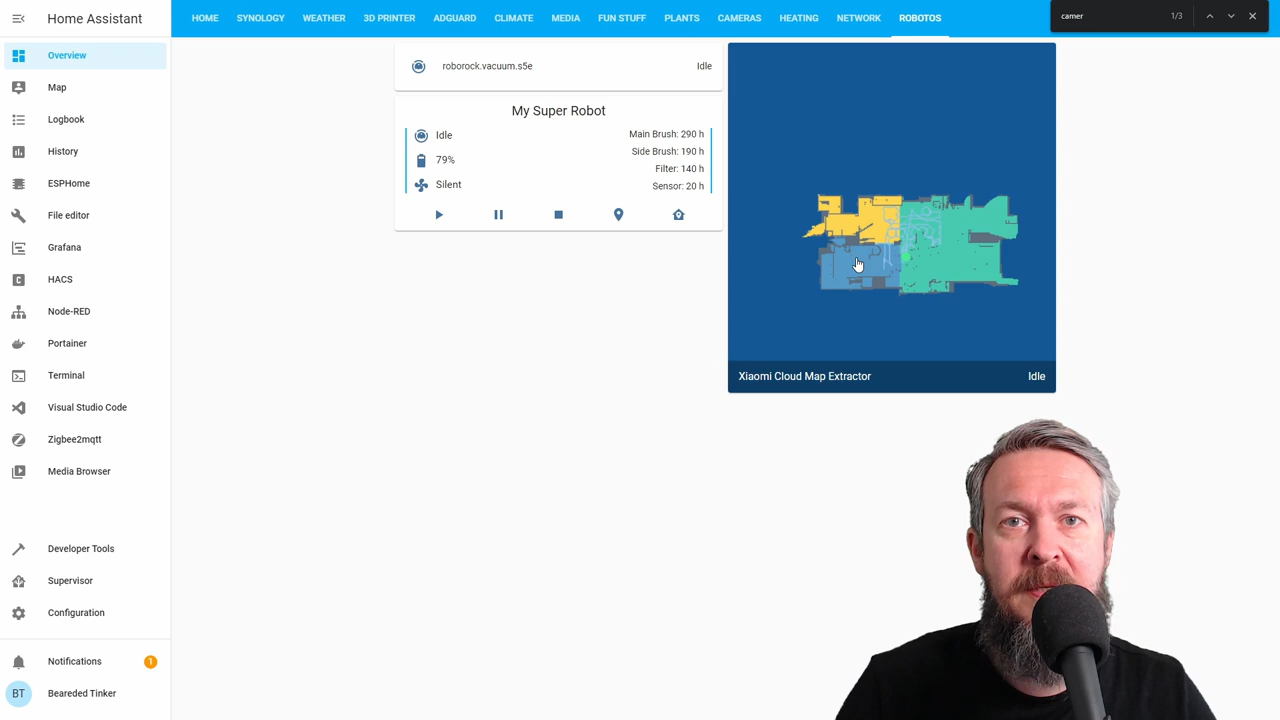 Home Assistant
HOME
SYNOLOGY
WEATHER
3D PRINTER
ADGUARD
CLIMATE
MEDIA
FUN STUFF
PLANTS
CAMERAS
HEATING
NETWORK
ROBOTOS
camer
1/3
Overview
Map
Logbook
History
ESPHome
File editor
Grafana
HACS
Node-RED
Portainer
Terminal
Visual Studio Code
Zigbee2mqtt
Media Browser
Developer Tools
Supervisor
Configuration
Notifications
1
BT
Beareded Tinker
roborock.vacuum.s5e
Idle
My Super Robot
Idle
79%
Silent
Main Brush: 290 h
Side Brush: 190 h
Filter: 140 h
Sensor: 20 h
Xiaomi Cloud Map Extractor
Idle